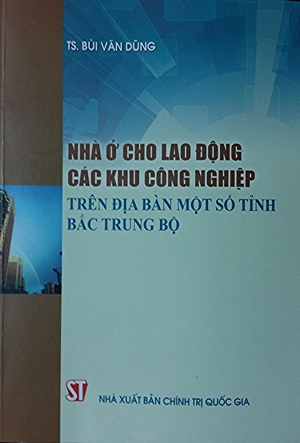 TS. BÙI VĂN DŨNG
NHÀ Ở CHO LAO ĐỘNG
CÁC KHU CÔNG NGHIỆP
TRÊN ĐỊA BÀN MỘT SỐ TỈNH
BẮC TRUNG BỘ
ST
NHÀ XUẤT BẢN CHÍNH TRỊ QUỐC GIA